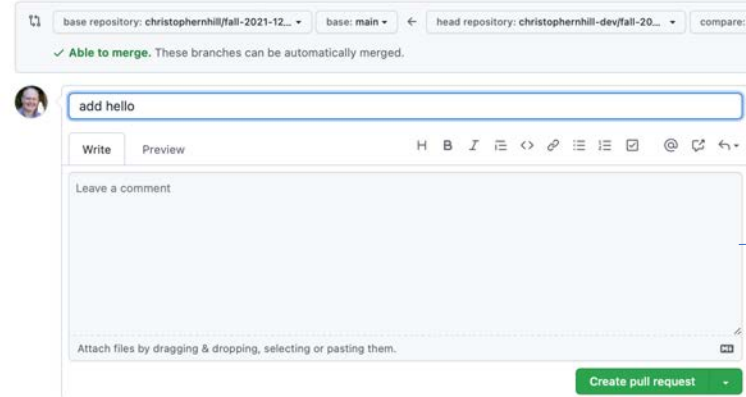 base repository: christophernhill/fall-2021-12... base: main ← head repository: christophernhill-dev/fall-20... compare:
Able to merge. These branches can be automatically merged.
add hello
Write Preview H B I @
Leave a comment
Attach files by dragging & dropping, selecting or pasting them.
Create pull request